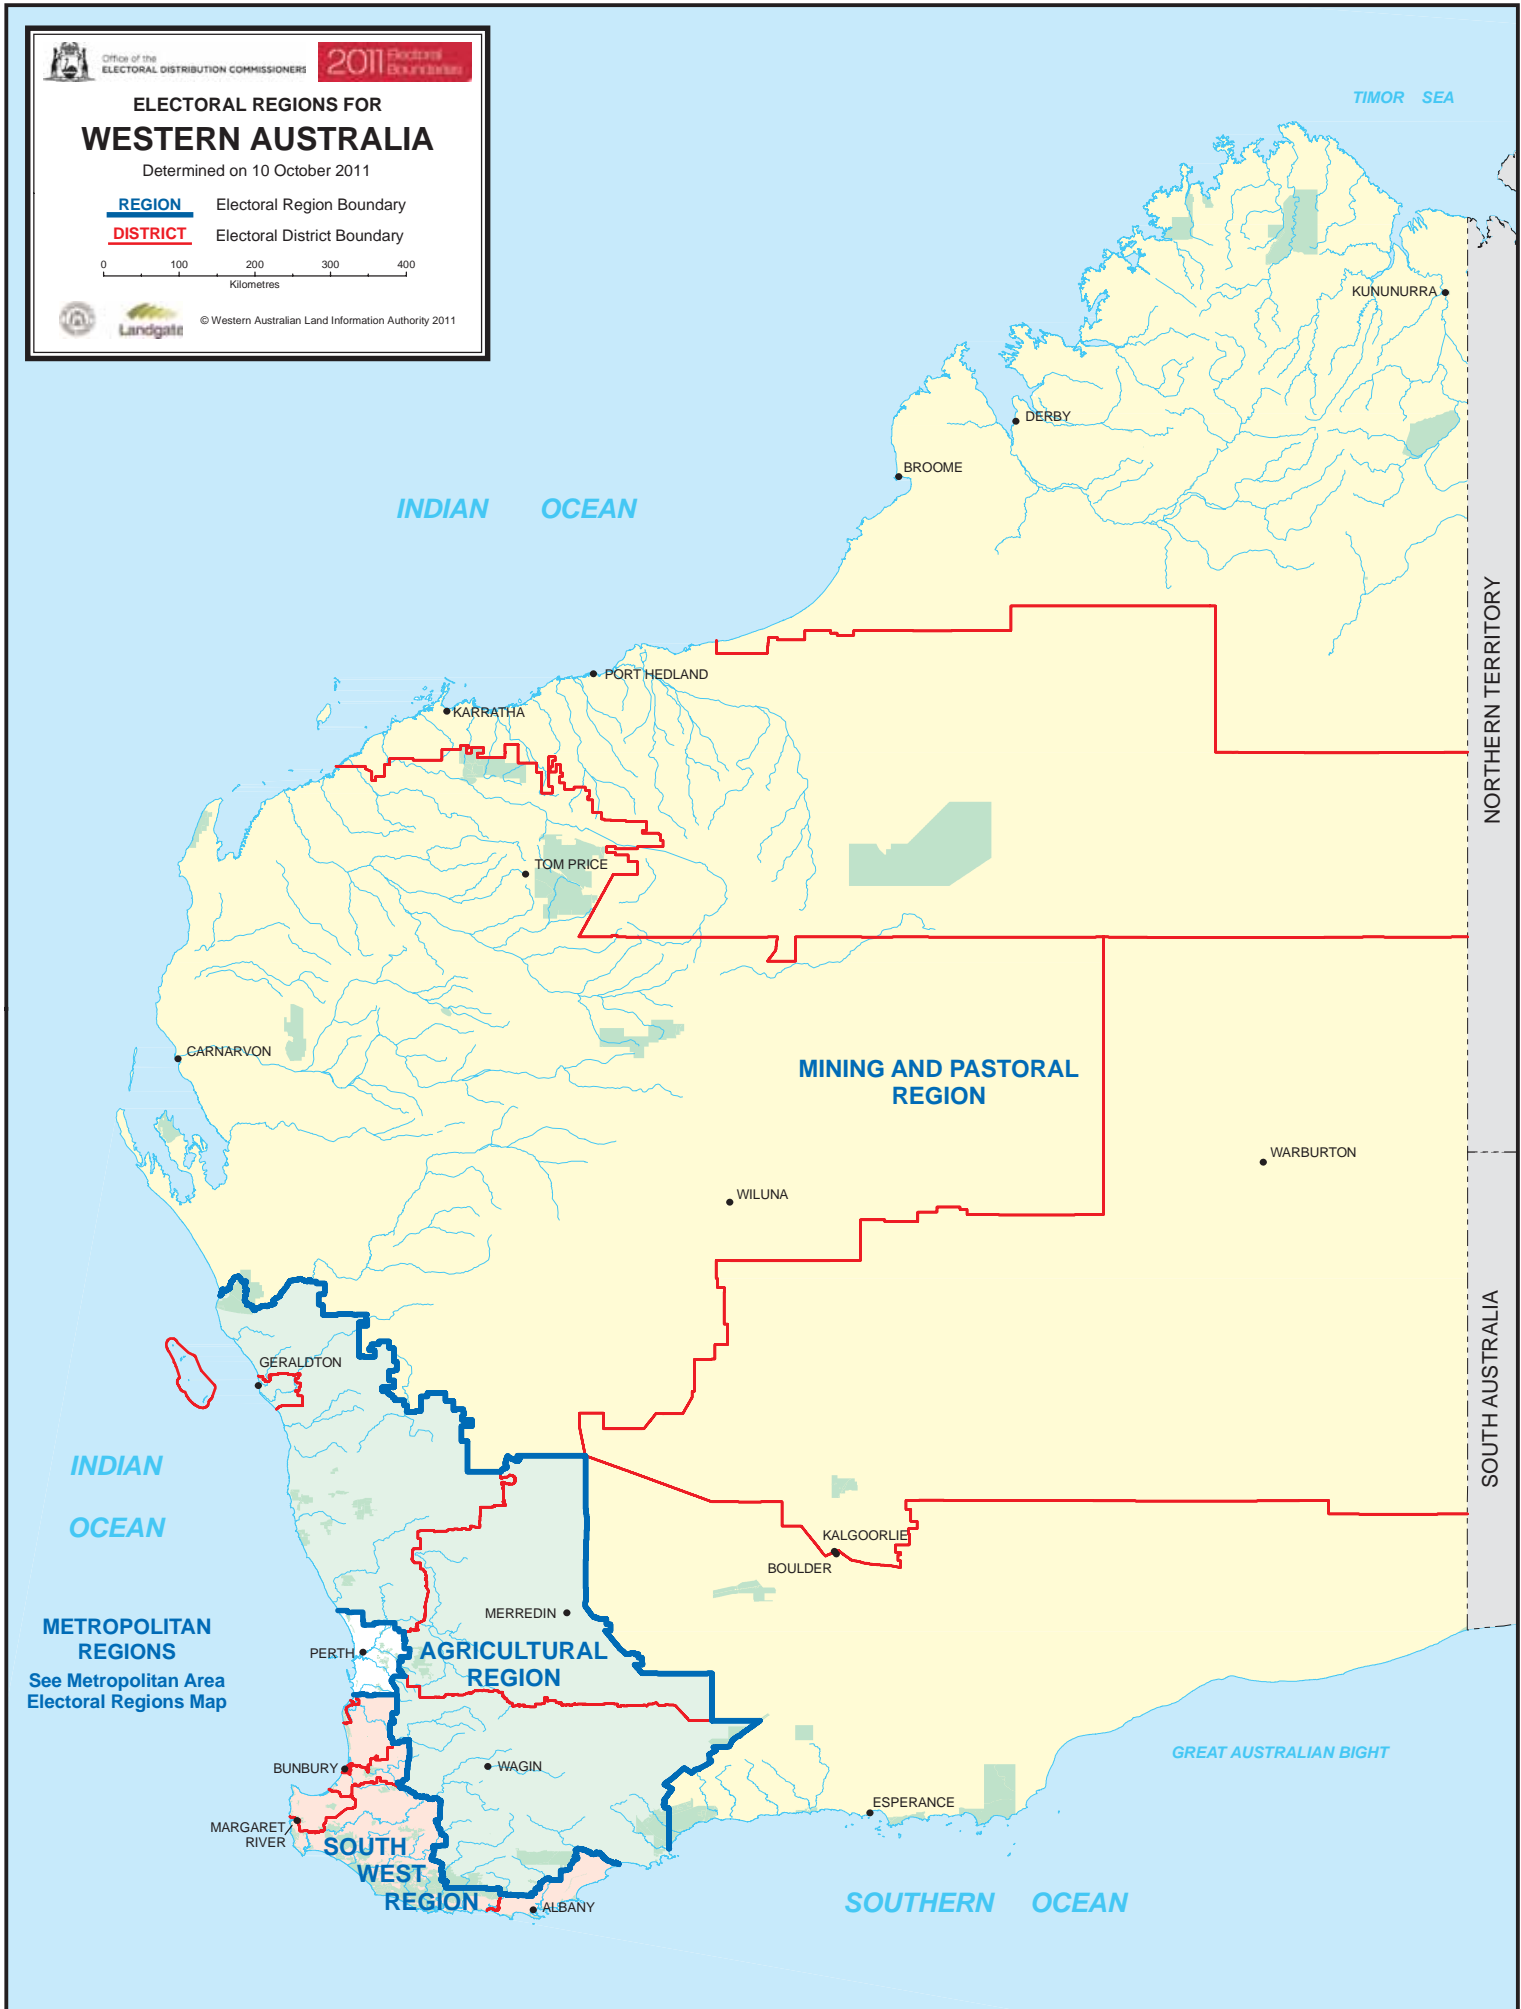 Office of the
ELECTORAL DISTRIBUTION COMMISSIONERS
2011 Electoral
Boundaries
ELECTORAL REGIONS FOR
WESTERN AUSTRALIA
Determined on 10 October 2011
REGION Electoral Region Boundary
DISTRICT Electoral District Boundary
0 100 200 300 400
Kilometres
Landgate
© Western Australian Land Information Authority 2011
TIMOR SEA
KUNUNURRA
DERBY
BROOME
INDIAN OCEAN
NORTHERN TERRITORY
PORT HEDLAND
KARRATHA
TOM PRICE
CARNARVON
MINING AND PASTORAL
REGION
WARBURTON
WILUNA
SOUTH AUSTRALIA
GERALDTON
INDIAN
OCEAN
KALGOORLIE
BOULDER
MERREDIN
METROPOLITAN
REGIONS
See Metropolitan Area
Electoral Regions Map
PERTH
AGRICULTURAL
REGION
GREAT AUSTRALIAN BIGHT
BUNBURY
WAGIN
ESPERANCE
MARGARET
RIVER
SOUTH
WEST
REGION
ALBANY
SOUTHERN OCEAN